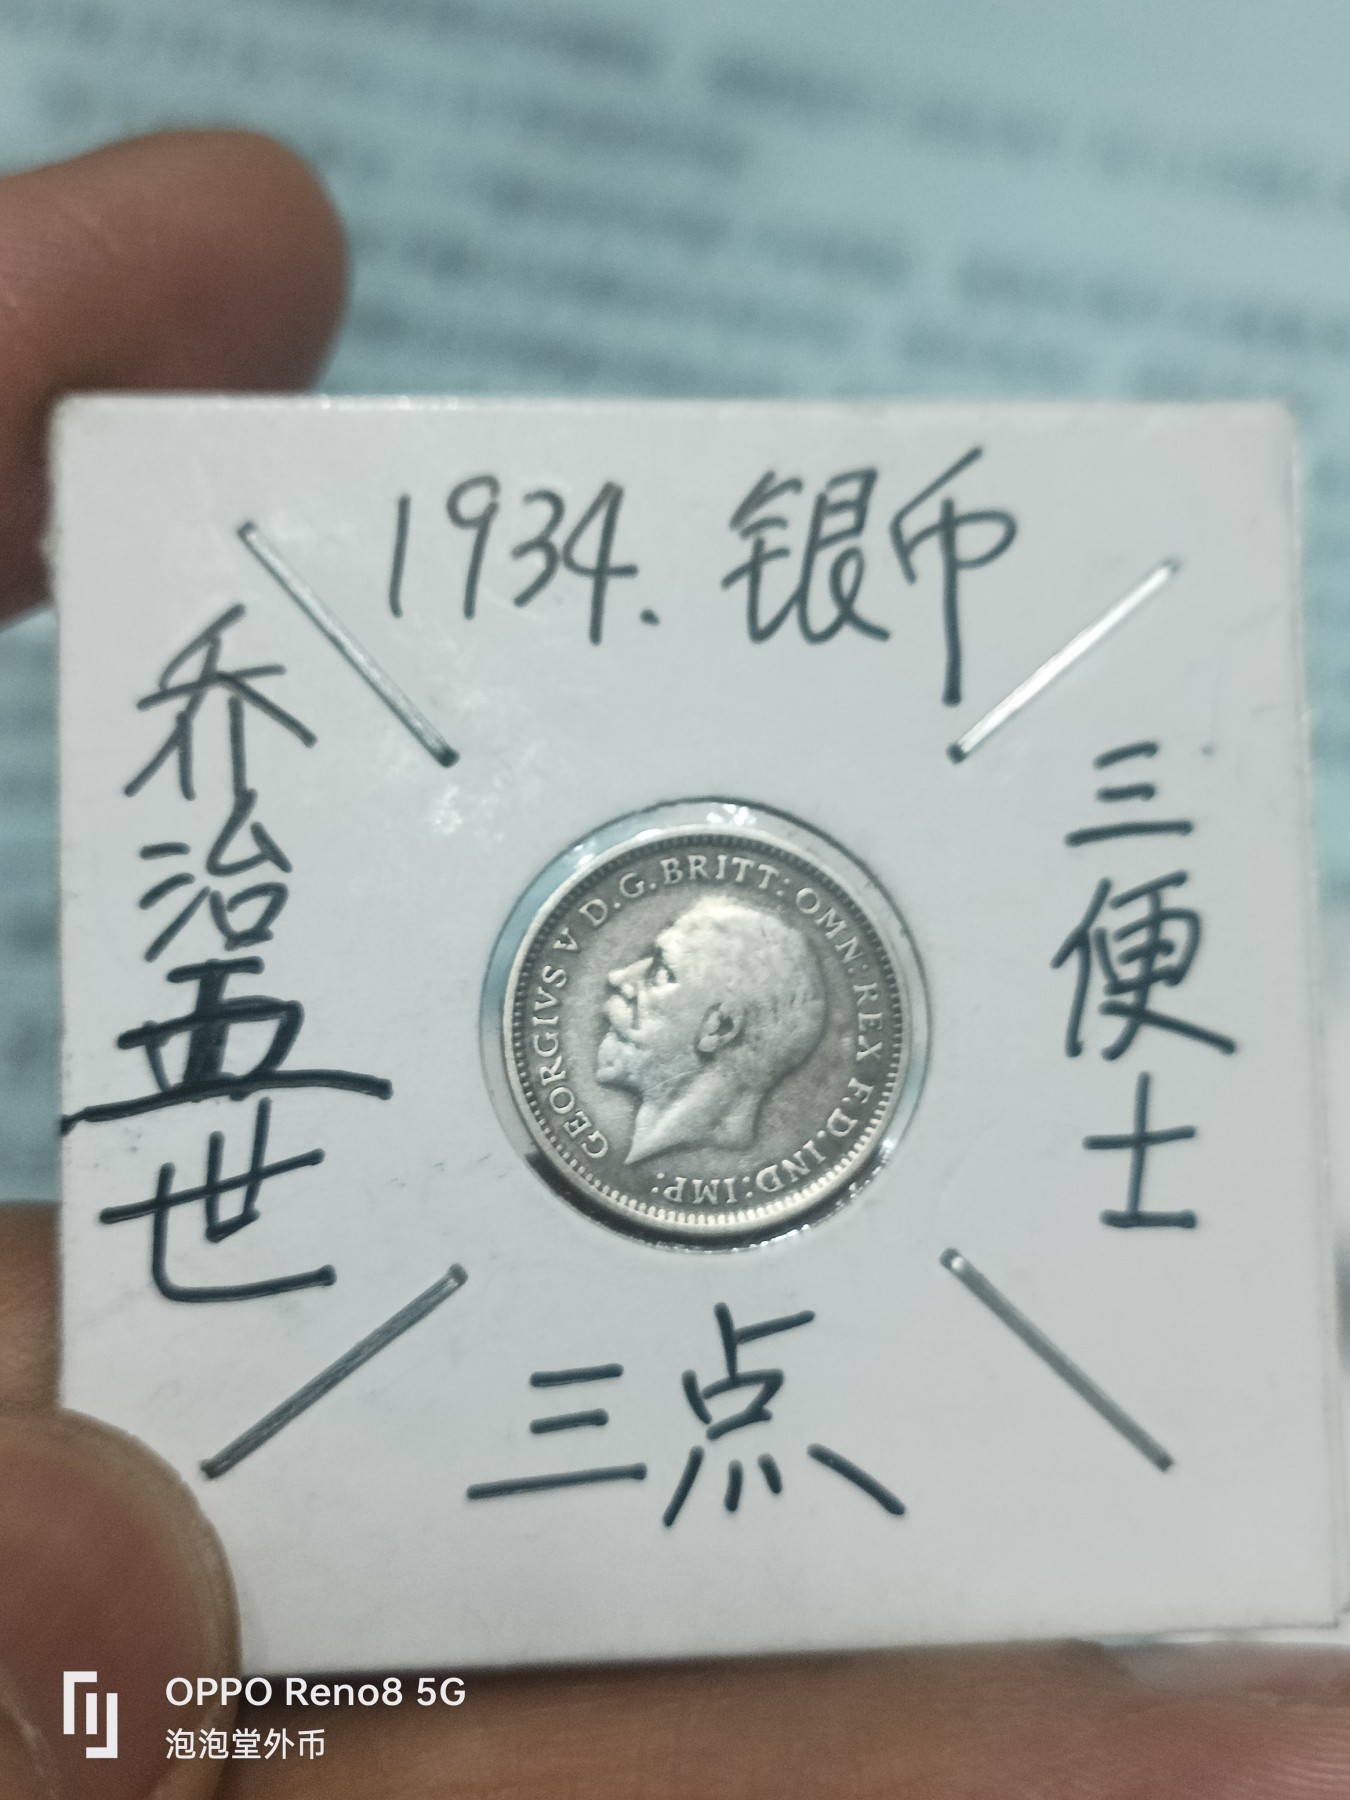 1934. 银币
乔治五世
三便士
GEORGIVS V D.G.BRITT: OMN: REX F.D.IND:IMP:
三点
OPPO Reno8 5G
泡泡堂外币